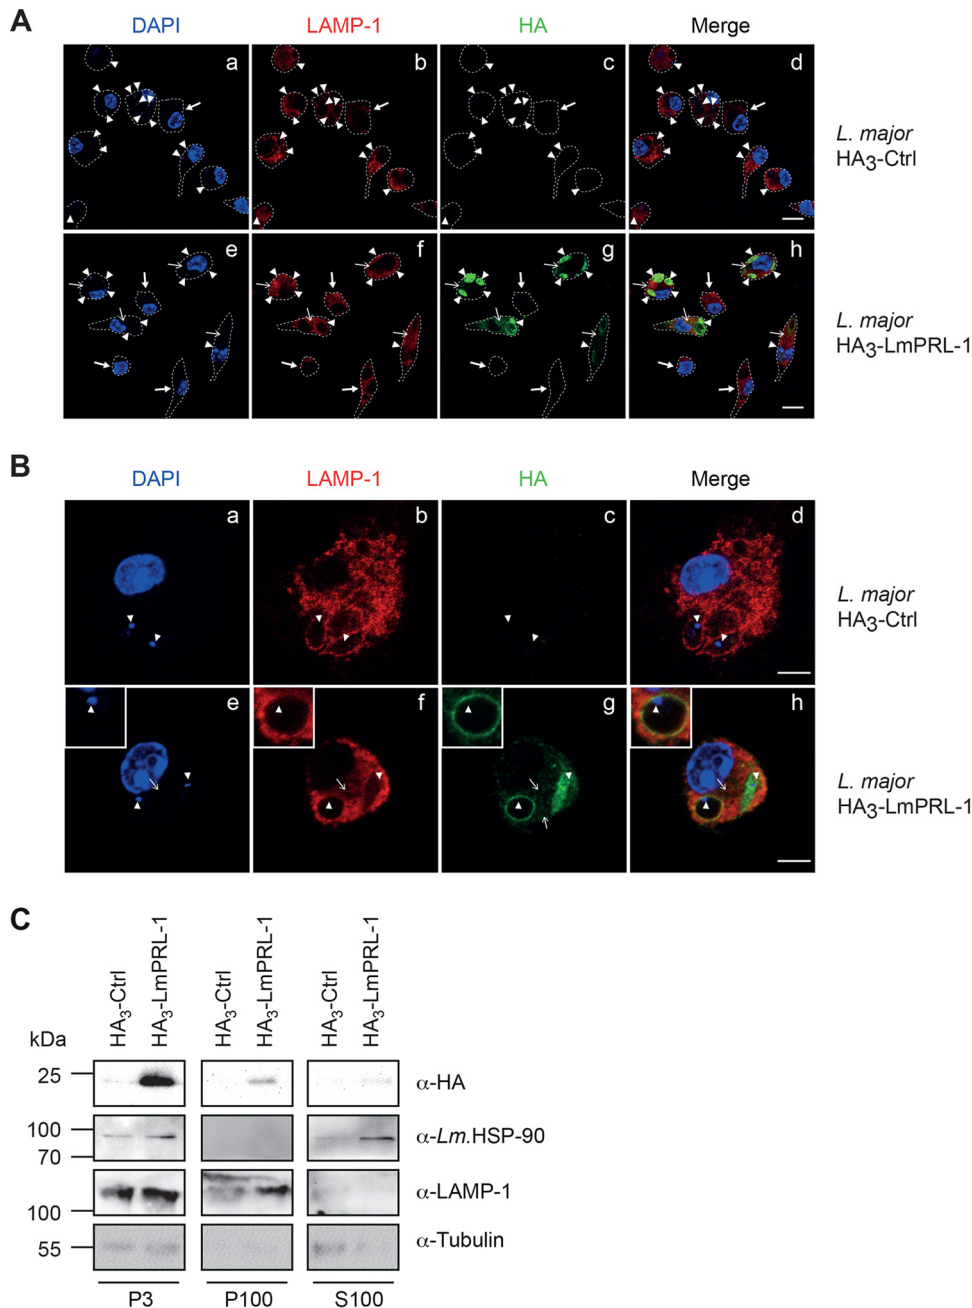 A
DAPI LAMP-1 HA Merge
a b c d
L. major
HA3-Ctrl
e f g h
L. major
HA3-LmPRL-1
B
DAPI LAMP-1 HA Merge
a b c d
L. major
HA3-Ctrl
e f g h
L. major
HA3-LmPRL-1
C
HA3-Ctrl HA3-LmPRL-1 HA3-Ctrl HA3-LmPRL-1 HA3-Ctrl HA3-LmPRL-1
kDa
25 α-HA
100
70
α-Lm.HSP-90
α-LAMP-1
100
55 α-Tubulin
P3 P100 S100